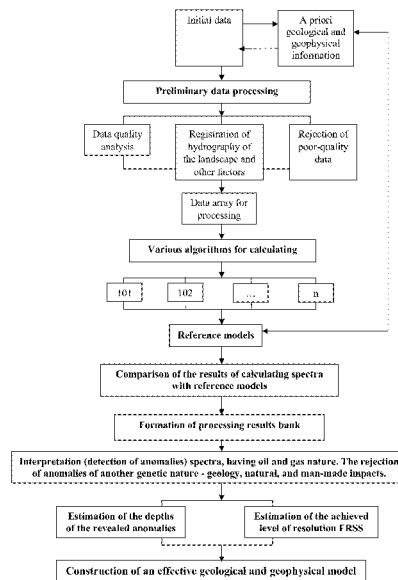 Initial data
A priori
geological and
geophysical
information
Preliminary data processing
Data quality
analysis
Registration of
hydrography of
the landscape and
other factors
Rejection of
poor-quality
data
Data array for
processing
Various algorithms for calculating
101
102
...
n
Reference models
Comparison of the results of calculating spectra
with reference models
Formation of processing results bank
Interpretation (detection of anomalies) spectra, having oil and gas nature. The rejection
of anomalies of another genetic nature - geology, natural, and man-made impacts.
Estimation of the depths
of the revealed anomalies
Estimation of the achieved
level of resolution FRSS
Construction of an effective geological and geophysical model